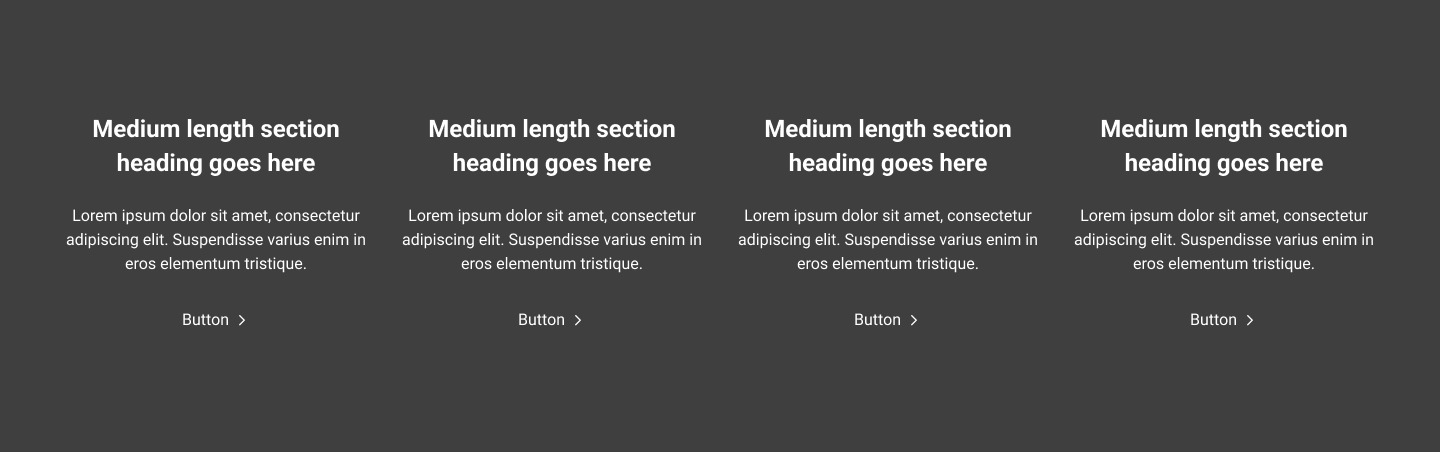 Medium length section
heading goes here
Lorem ipsum dolor sit amet, consectetur
adipiscing elit. Suspendisse varius enim in
eros elementum tristique.
Button
Medium length section
heading goes here
Lorem ipsum dolor sit amet, consectetur
adipiscing elit. Suspendisse varius enim in
eros elementum tristique.
Button
Medium length section
heading goes here
Lorem ipsum dolor sit amet, consectetur
adipiscing elit. Suspendisse varius enim in
eros elementum tristique.
Button
Medium length section
heading goes here
Lorem ipsum dolor sit amet, consectetur
adipiscing elit. Suspendisse varius enim in
eros elementum tristique.
Button